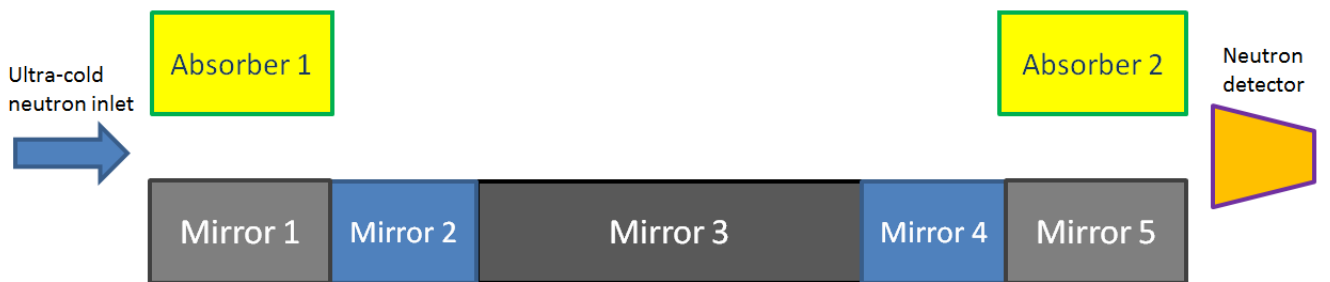 Absorber 1
Absorber 2
Ultra-cold
neutron inlet
Neutron
detector
Mirror 1
Mirror 2
Mirror 3
Mirror 4
Mirror 5